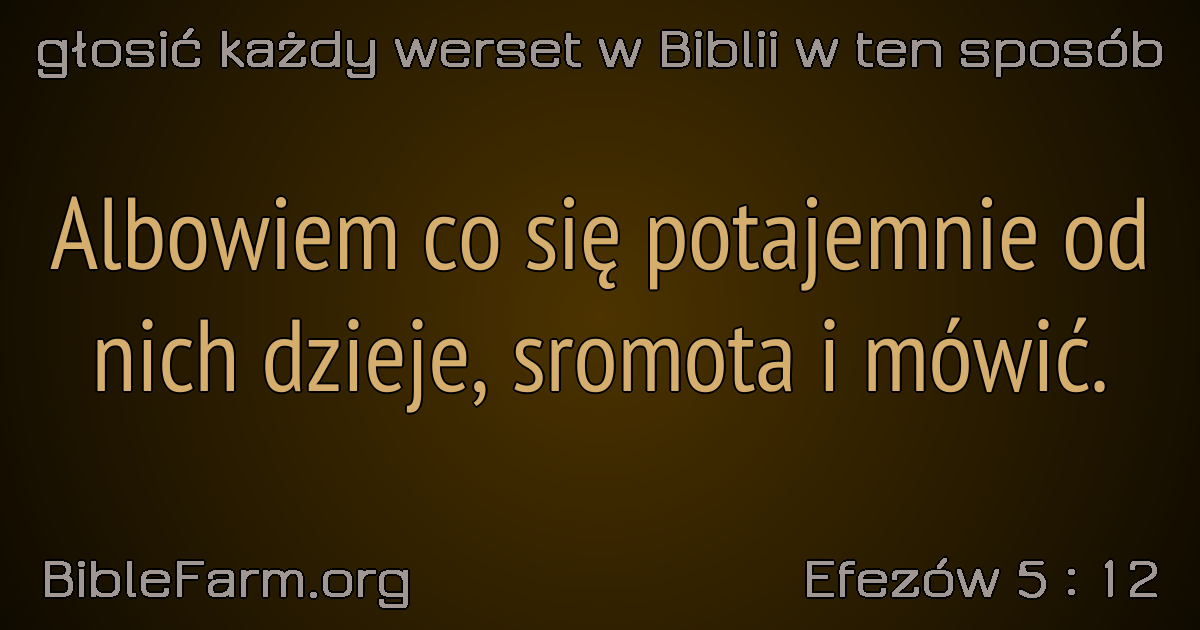 głosić każdy werset w Biblii w ten sposób
Albowiem co się potajemnie od
nich dzieje, sromota i mówić.
BibleFarm.org
Efezów 5 : 12